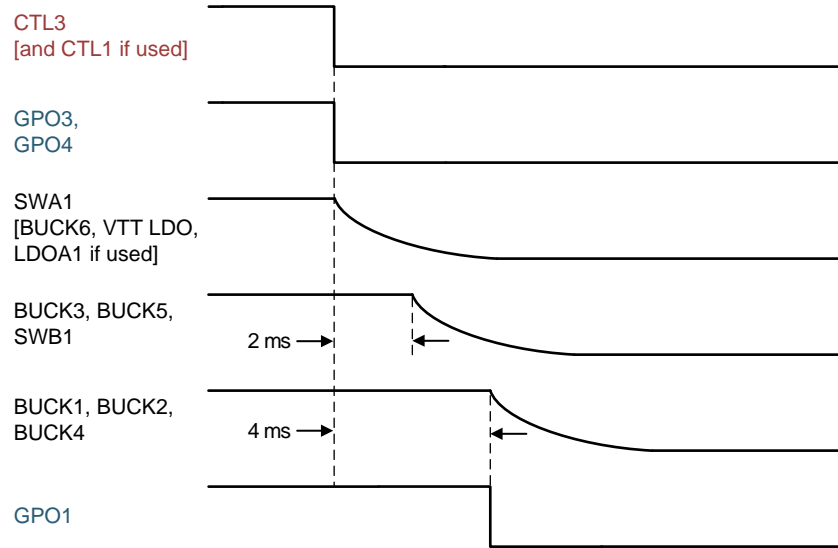 CTL3
[and CTL1 if used]
GPO3,
GPO4
SWA1
[BUCK6, VTT LDO,
LDOA1 if used]
BUCK3, BUCK5,
SWB1
2 ms
BUCK1, BUCK2,
BUCK4
4 ms
GPO1